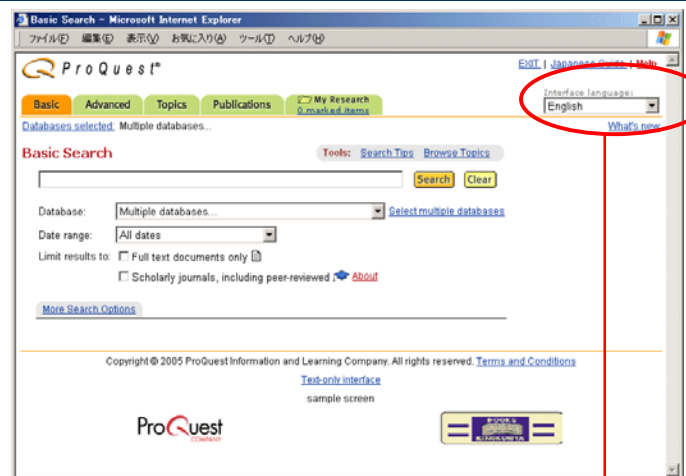 Basic Search - Microsoft Internet Explorer
ファイル(F) 編集(E) 表示(V) お気に入り(A) ツール(T) ヘルプ(H)
ProQuest®
EXIT | Japanese Guide | Help
Interface language:
English
Basic Advanced Topics Publications My Research
0 marked items
Databases selected: Multiple databases...
What's new
Basic Search
Tools: Search Tips Browse Topics
Search Clear
Database: Multiple databases... Select multiple databases
Date range: All dates
Limit results to: Full text documents only
Scholarly journals, including peer-reviewed About
More Search Options
Copyright © 2005 ProQuest Information and Learning Company. All rights reserved. Terms and Conditions
Text-only interface
sample screen
ProQuest
COMPANY
BOOKS
KINOKUNIYA